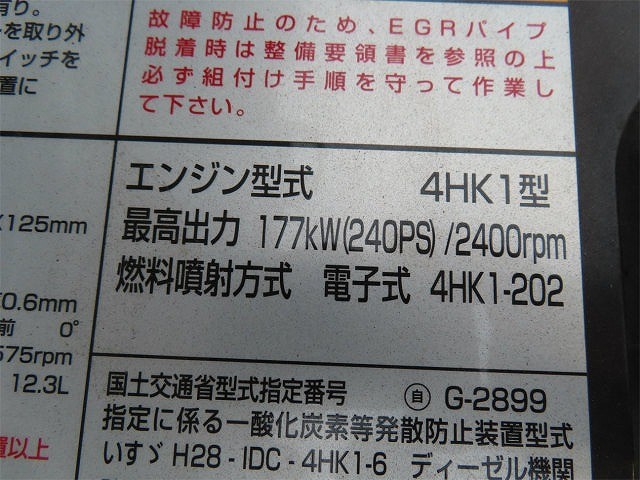 有り。
を取り外
イッチを
置に
X125mm
0.6mm
前 0°
575rpm
12.3L
置以上
故障防止のため、EGRパイプ
脱着時は整備要領書を参照の上
必ず組付け手順を守って作業し
て下さい。
エンジン型式 4HK1型
最高出力 177kW(240PS)/2400rpm
燃料噴射方式 電子式 4HK1-202
国土交通省型式指定番号 自 G-2899
指定に係る一酸化炭素等発散防止装置型式
いすゞ H28-IDC-4HK1-6 ディーゼル機関